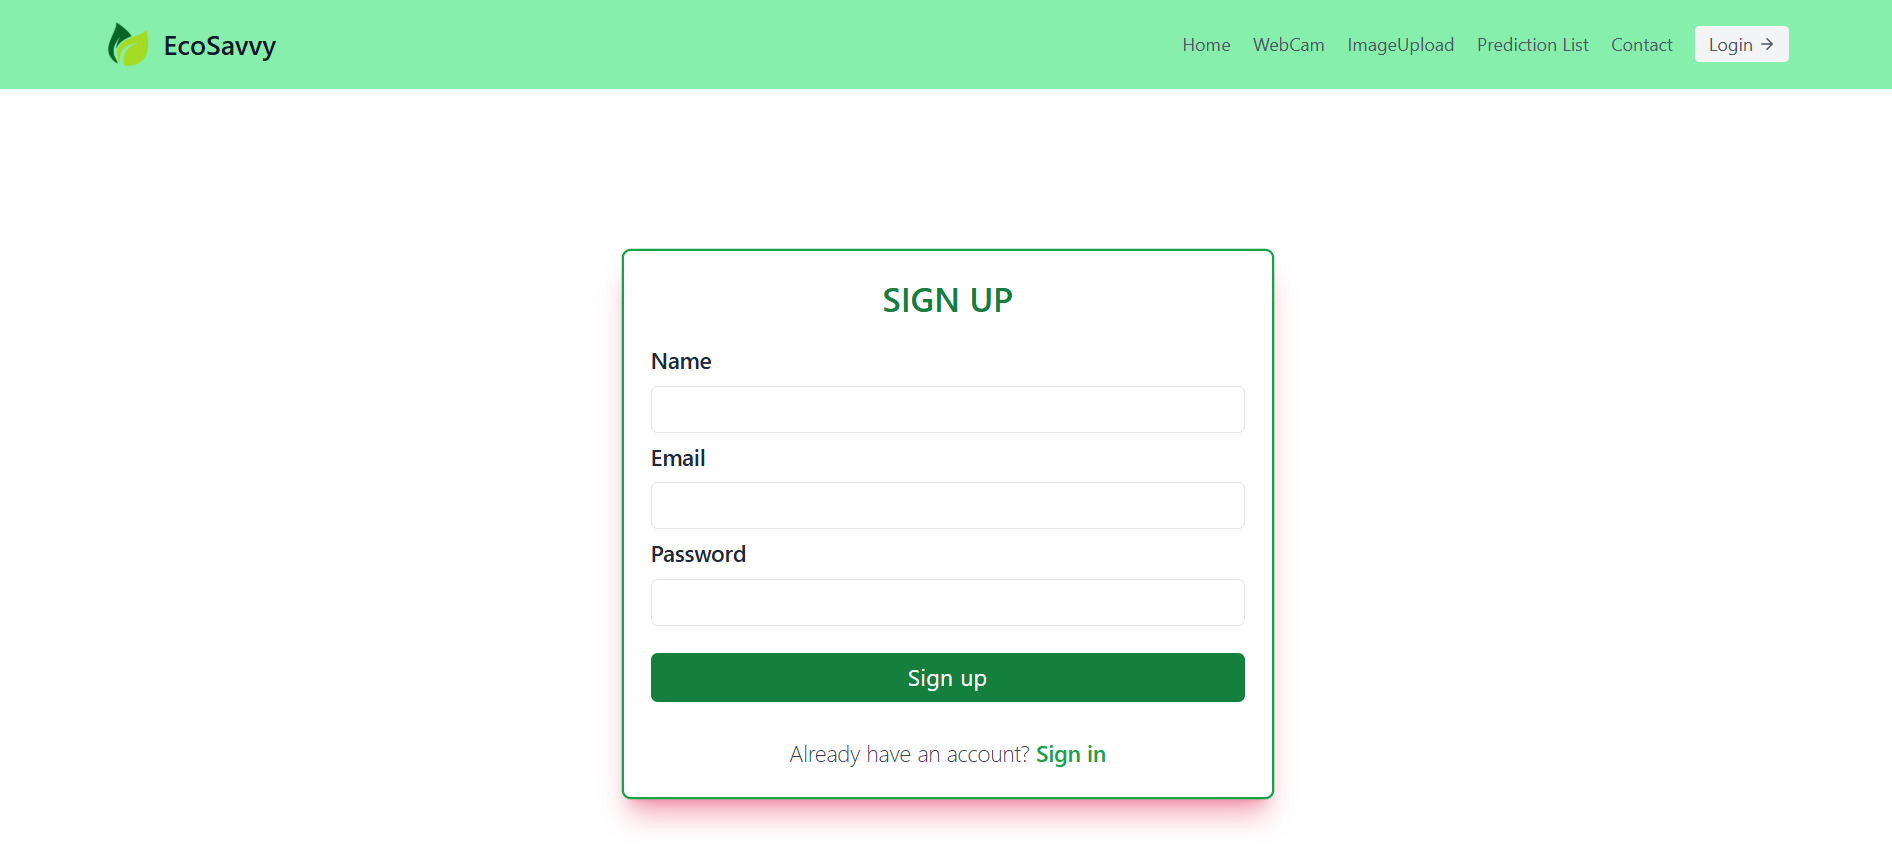 EcoSavvy
Home WebCam ImageUpload Prediction List Contact Login →
SIGN UP
Name
Email
Password
Sign up
Already have an account? Sign in